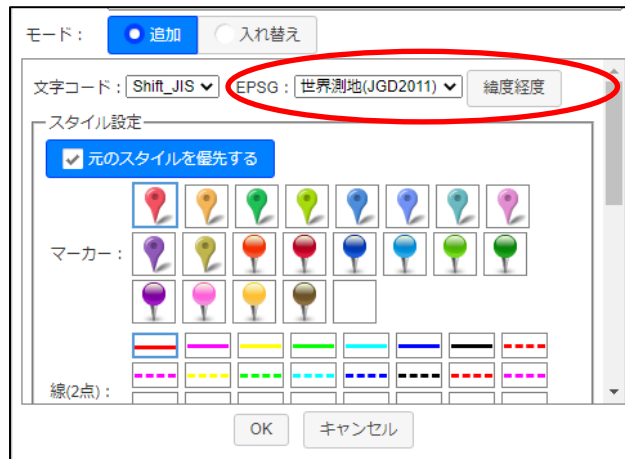 モード： 追加 入れ替え
文字コード： Shift_JIS EPSG： 世界測地(JGD2011) 緯度経度
スタイル設定
元のスタイルを優先する
マーカー：
線(2点)：
OK キャンセル